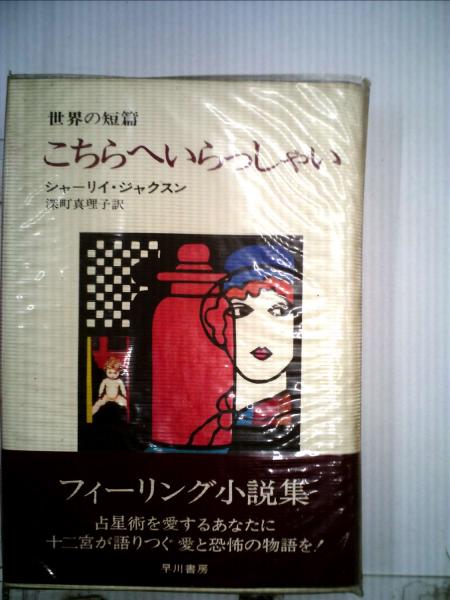 世界の短篇
こちらへいらっしゃい
シャーリイ・ジャクスン
深町真理子訳
フィーリング小説集
占星術を愛するあなたに
十二宮が語りつぐ 愛と恐怖の物語を!
早川書房